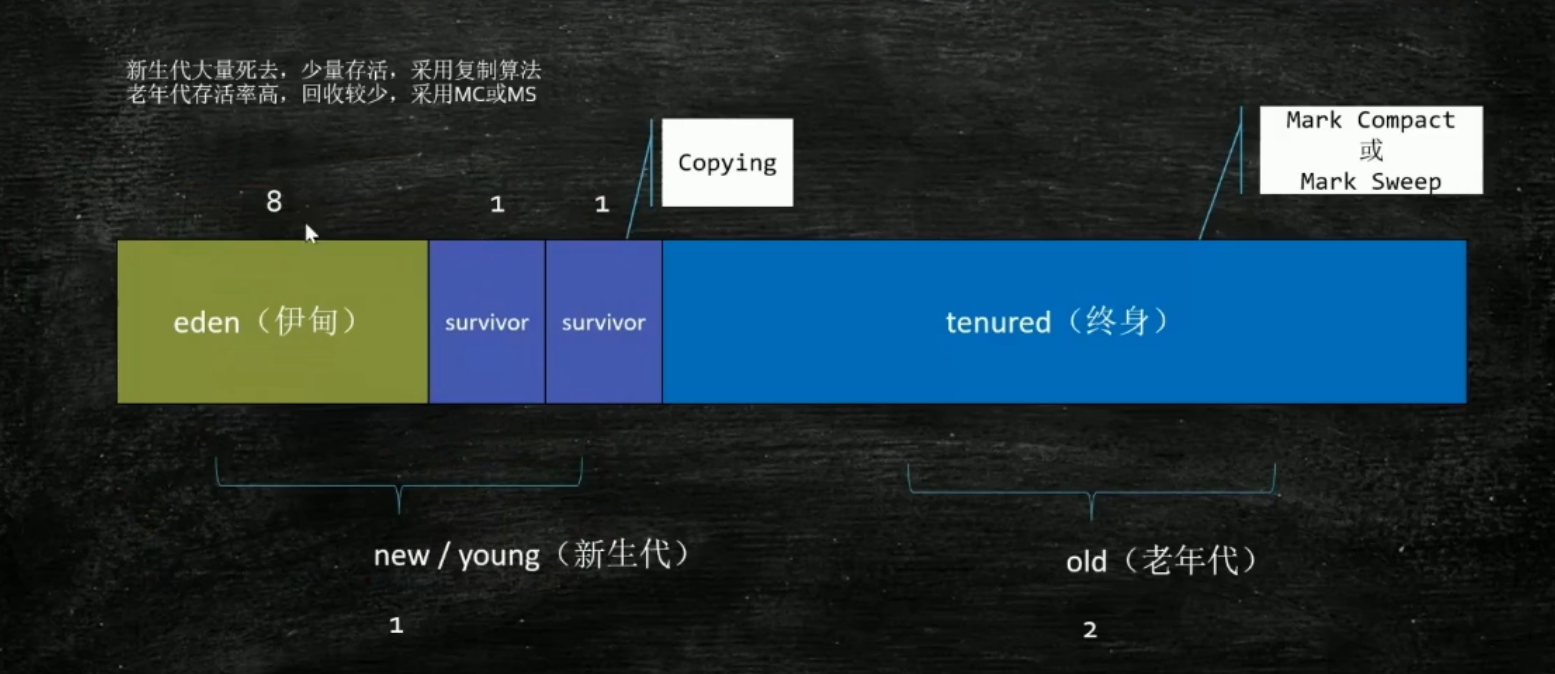 新生代大量死去，少量存活，采用复制算法
老年代存活率高，回收较少，采用MC或MS
Copying
Mark Compact
或
Mark Sweep
8
1
1
eden（伊甸）
survivor
survivor
tenured（终身）
new / young（新生代）
old（老年代）
1
2